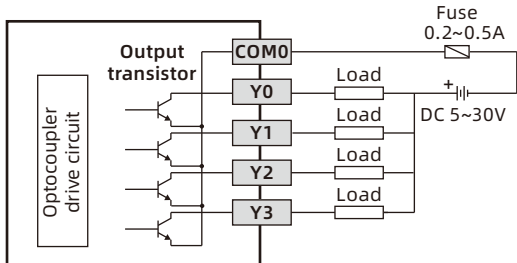 Fuse
0.2~0.5A
Output
transistor
COM0
Y0
Load
+
DC 5~30V
Y1
Load
Y2
Load
Y3
Load
Optocoupler
drive circuit